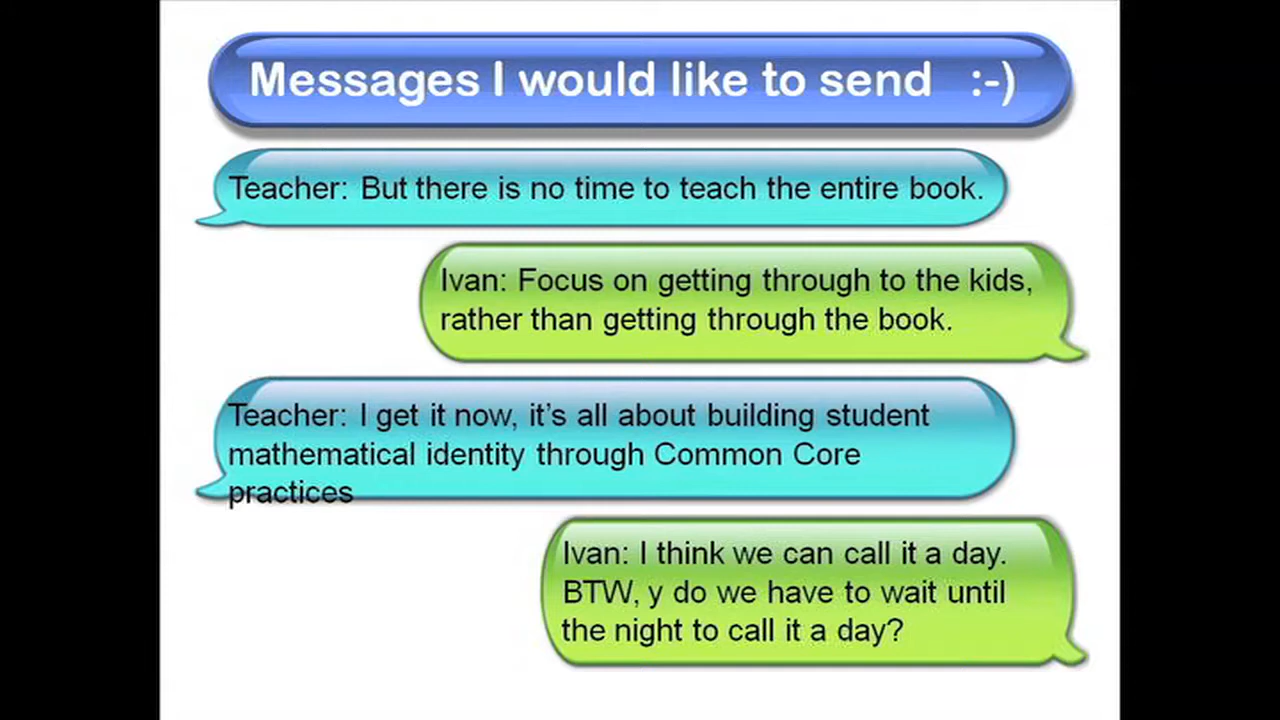 Messages I would like to send :-)
Teacher: But there is no time to teach the entire book.
Ivan: Focus on getting through to the kids,
rather than getting through the book.
Teacher: I get it now, it’s all about building student
mathematical identity through Common Core
practices
Ivan: I think we can call it a day.
BTW, y do we have to wait until
the night to call it a day?